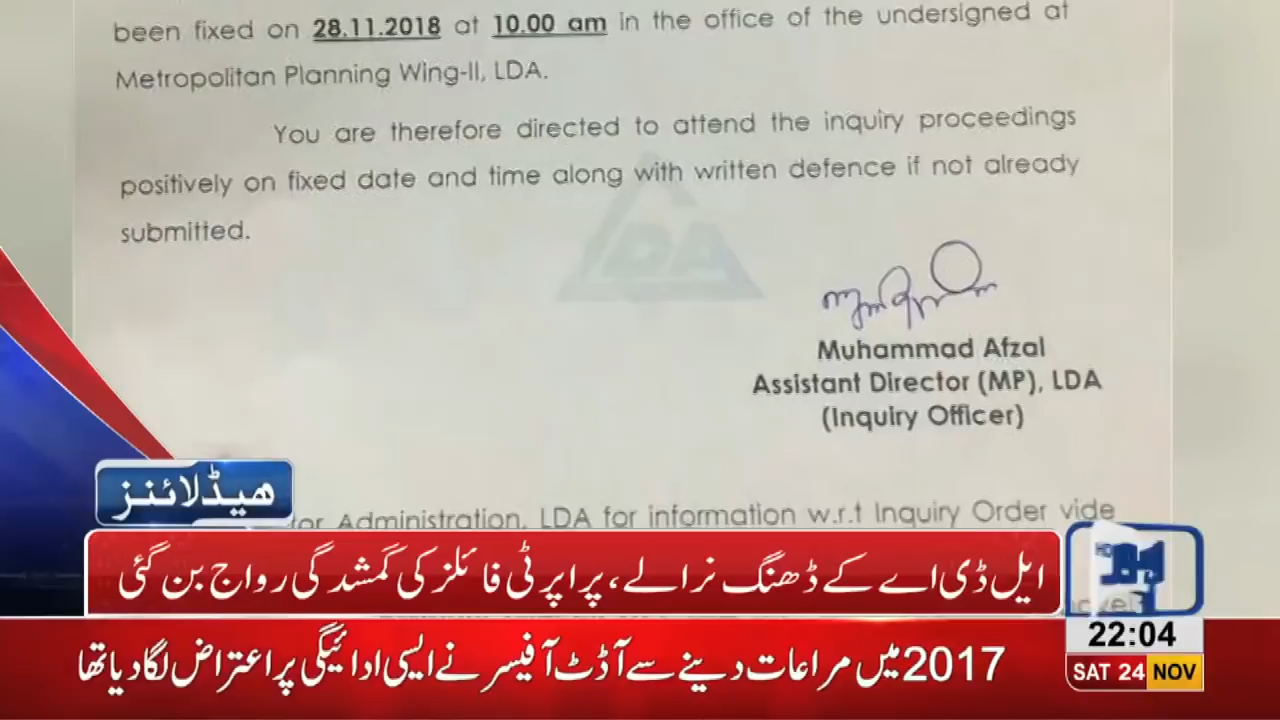 been fixed on 28.11.2018 at 10.00 am in the office of the undersigned at
Metropolitan Planning Wing-II, LDA.
You are therefore directed to attend the inquiry proceedings
positively on fixed date and time along with written defence if not already
submitted.
LDA
Muhammad Afzal
Assistant Director (MP), LDA
(Inquiry Officer)
ھیڈلائنز
Administration, LDA for information w.r.t Inquiry Order vide
ایل ڈی اے کے ڈھنگ نرالے، پراپرٹی فائلز کی گمشدگی رواج بن گئی
HD
22:04
2017 میں مراعات دینے سے آڈٹ آفیسر نے ایسی ادائیگی پر اعتراض لگا دیا تھا
SAT 24 NOV